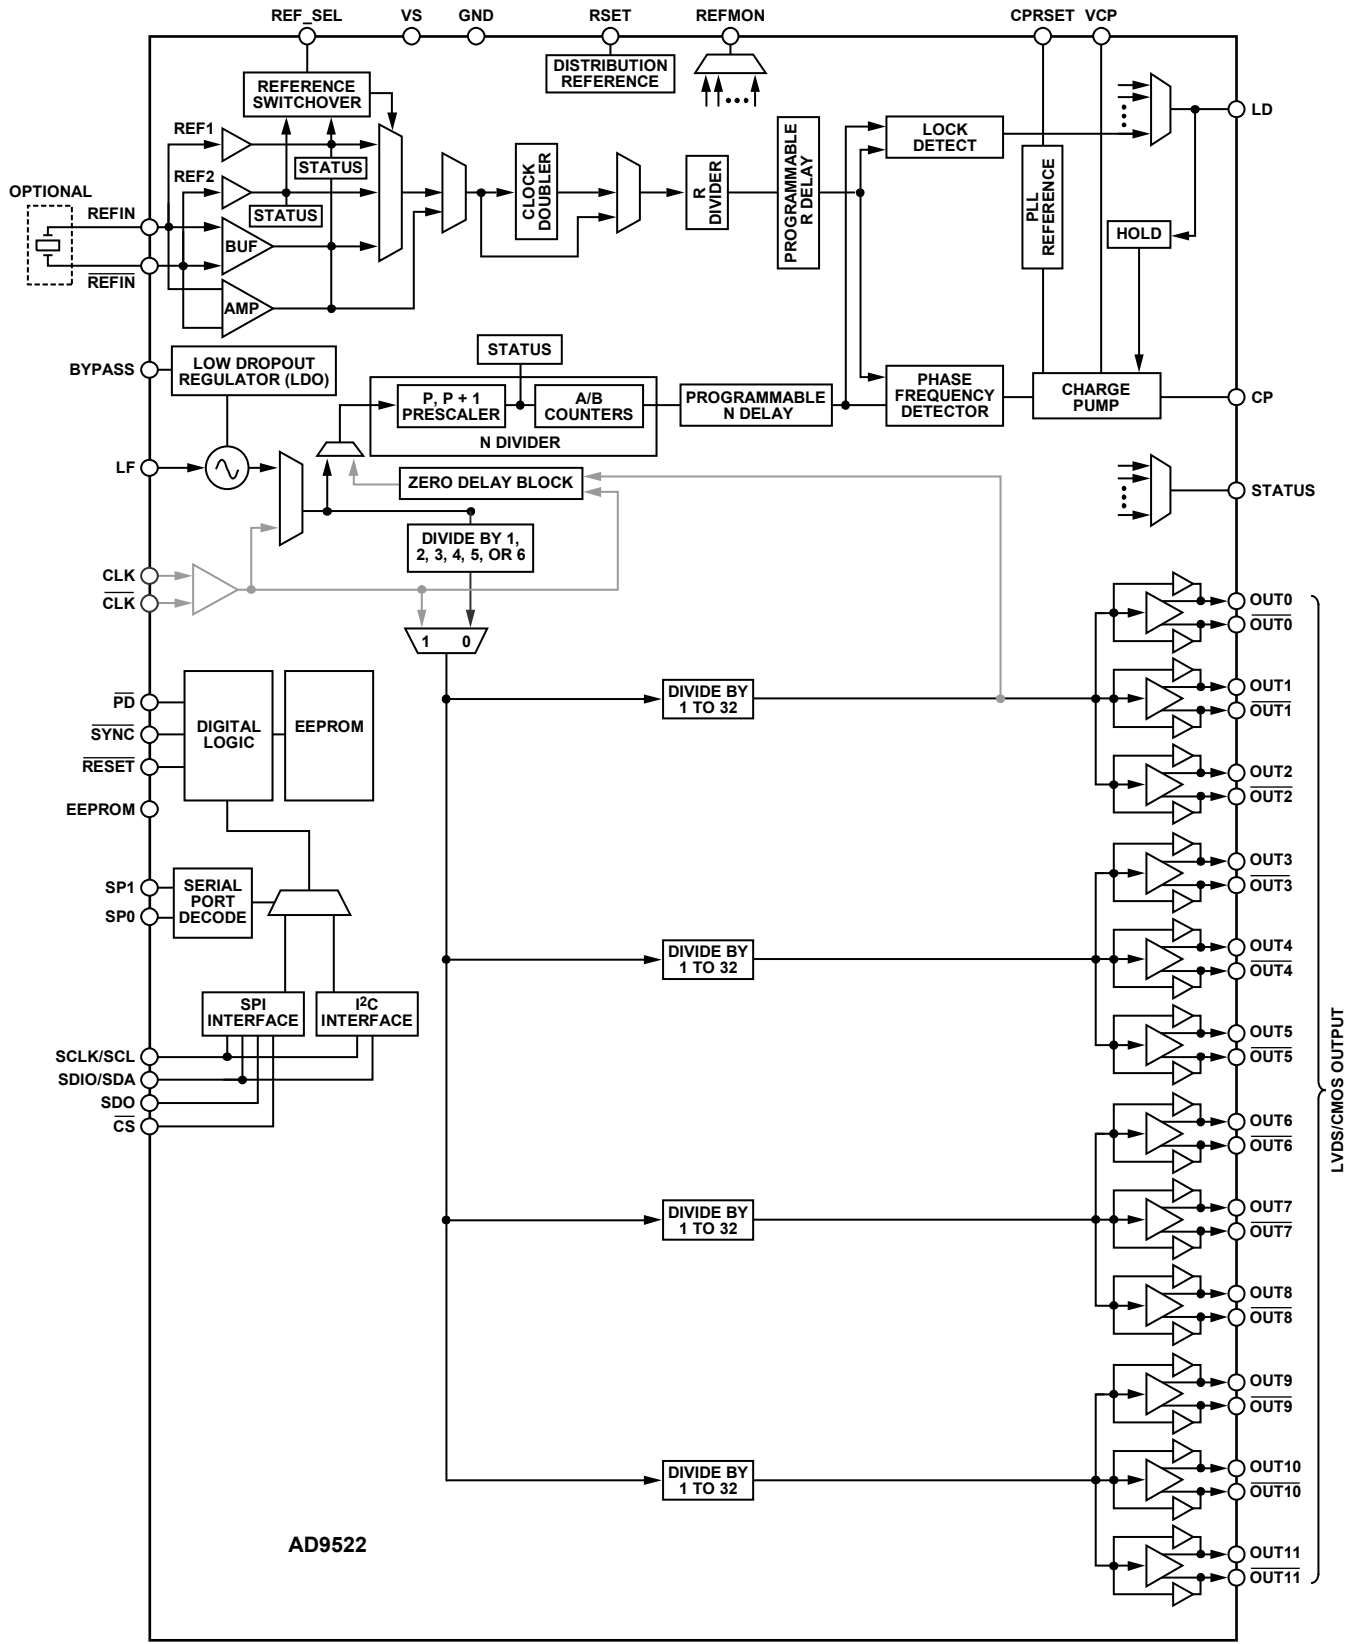 REF_SEL
VS
GND
RSET
REFMON
CPRSET
VCP
DISTRIBUTION
REFERENCE
REFERENCE
SWITCHOVER
LD
REF1
STATUS
PROGRAMMABLE
R DELAY
LOCK
DETECT
OPTIONAL
REF2
STATUS
CLOCK
DOUBLER
R
DIVIDER
PLL
REFERENCE
REFIN
BUF
HOLD
REFIN
AMP
BYPASS
LOW DROPOUT
REGULATOR (LDO)
STATUS
P, P + 1
PRESCALER
A/B
COUNTERS
N DIVIDER
PROGRAMMABLE
N DELAY
PHASE
FREQUENCY
DETECTOR
CHARGE
PUMP
CP
LF
ZERO DELAY BLOCK
STATUS
DIVIDE BY 1,
2, 3, 4, 5, OR 6
CLK
CLK
1 0
OUT0
OUT0
PD
SYNC
RESET
EEPROM
DIGITAL
LOGIC
EEPROM
DIVIDE BY
1 TO 32
OUT1
OUT1
OUT2
OUT2
SP1
SP0
SERIAL
PORT
DECODE
OUT3
OUT3
DIVIDE BY
1 TO 32
OUT4
OUT4
SPI
INTERFACE
I2C
INTERFACE
OUT5
OUT5
SCLK/SCL
SDIO/SDA
SDO
CS
LVDS/CMOS OUTPUT
OUT6
OUT6
DIVIDE BY
1 TO 32
OUT7
OUT7
OUT8
OUT8
OUT9
OUT9
DIVIDE BY
1 TO 32
OUT10
OUT10
AD9522
OUT11
OUT11